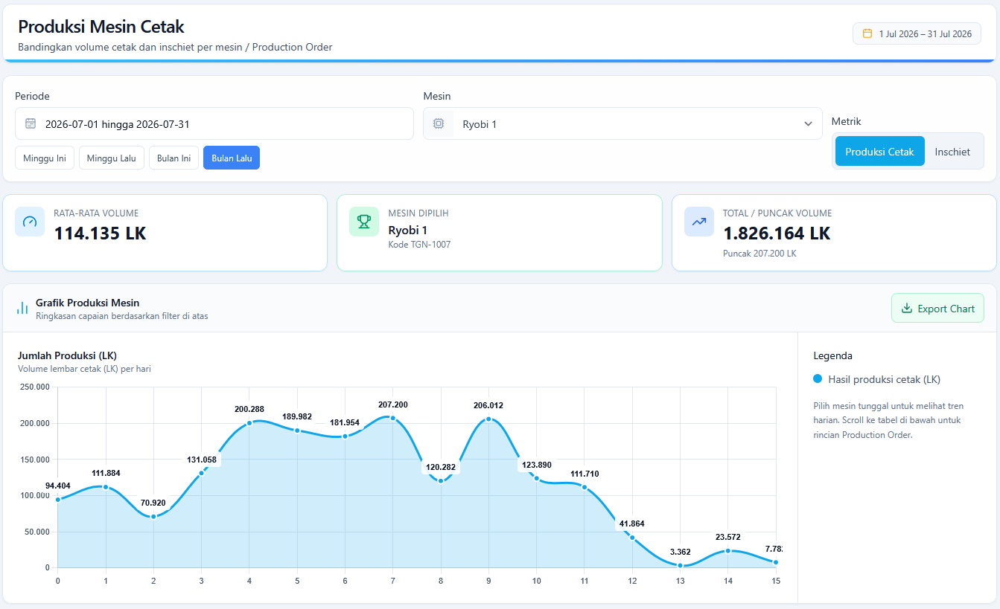 Produksi Mesin Cetak
Bandingkan volume cetak dan inschiet per mesin / Production Order
1 Jul 2026 – 31 Jul 2026
Periode
2026-07-01 hingga 2026-07-31
Minggu Ini
Minggu Lalu
Bulan Ini
Bulan Lalu
Mesin
Ryobi 1
Metrik
Produksi Cetak
Inschiet
RATA-RATA VOLUME
114.135 LK
MESIN DIPILIH
Ryobi 1
Kode TGN-1007
TOTAL / PUNCAK VOLUME
1.826.164 LK
Puncak 207.200 LK
Grafik Produksi Mesin
Ringkasan capaian berdasarkan filter di atas
Export Chart
Jumlah Produksi (LK)
Volume lembar cetak (LK) per hari
250.000
200.000
150.000
100.000
50.000
0
94.404
111.884
70.920
131.058
200.288
189.982
181.954
207.200
120.282
206.012
123.890
111.710
41.864
3.362
23.572
0
1
2
3
4
5
6
7
8
9
10
11
12
13
14
15
Legenda
Hasil produksi cetak (LK)
Pilih mesin tunggal untuk melihat tren
harian. Scroll ke tabel di bawah untuk
rincian Production Order.